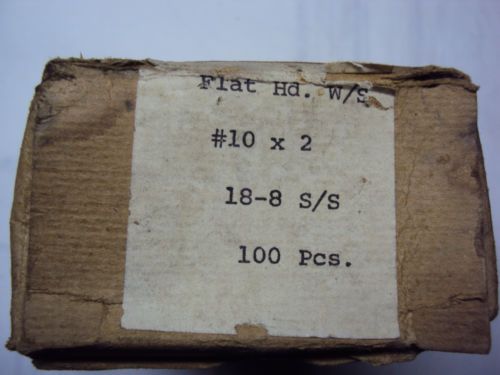 Flat Hd. W/S
#10 x 2
18-8 S/S
100 Pcs.